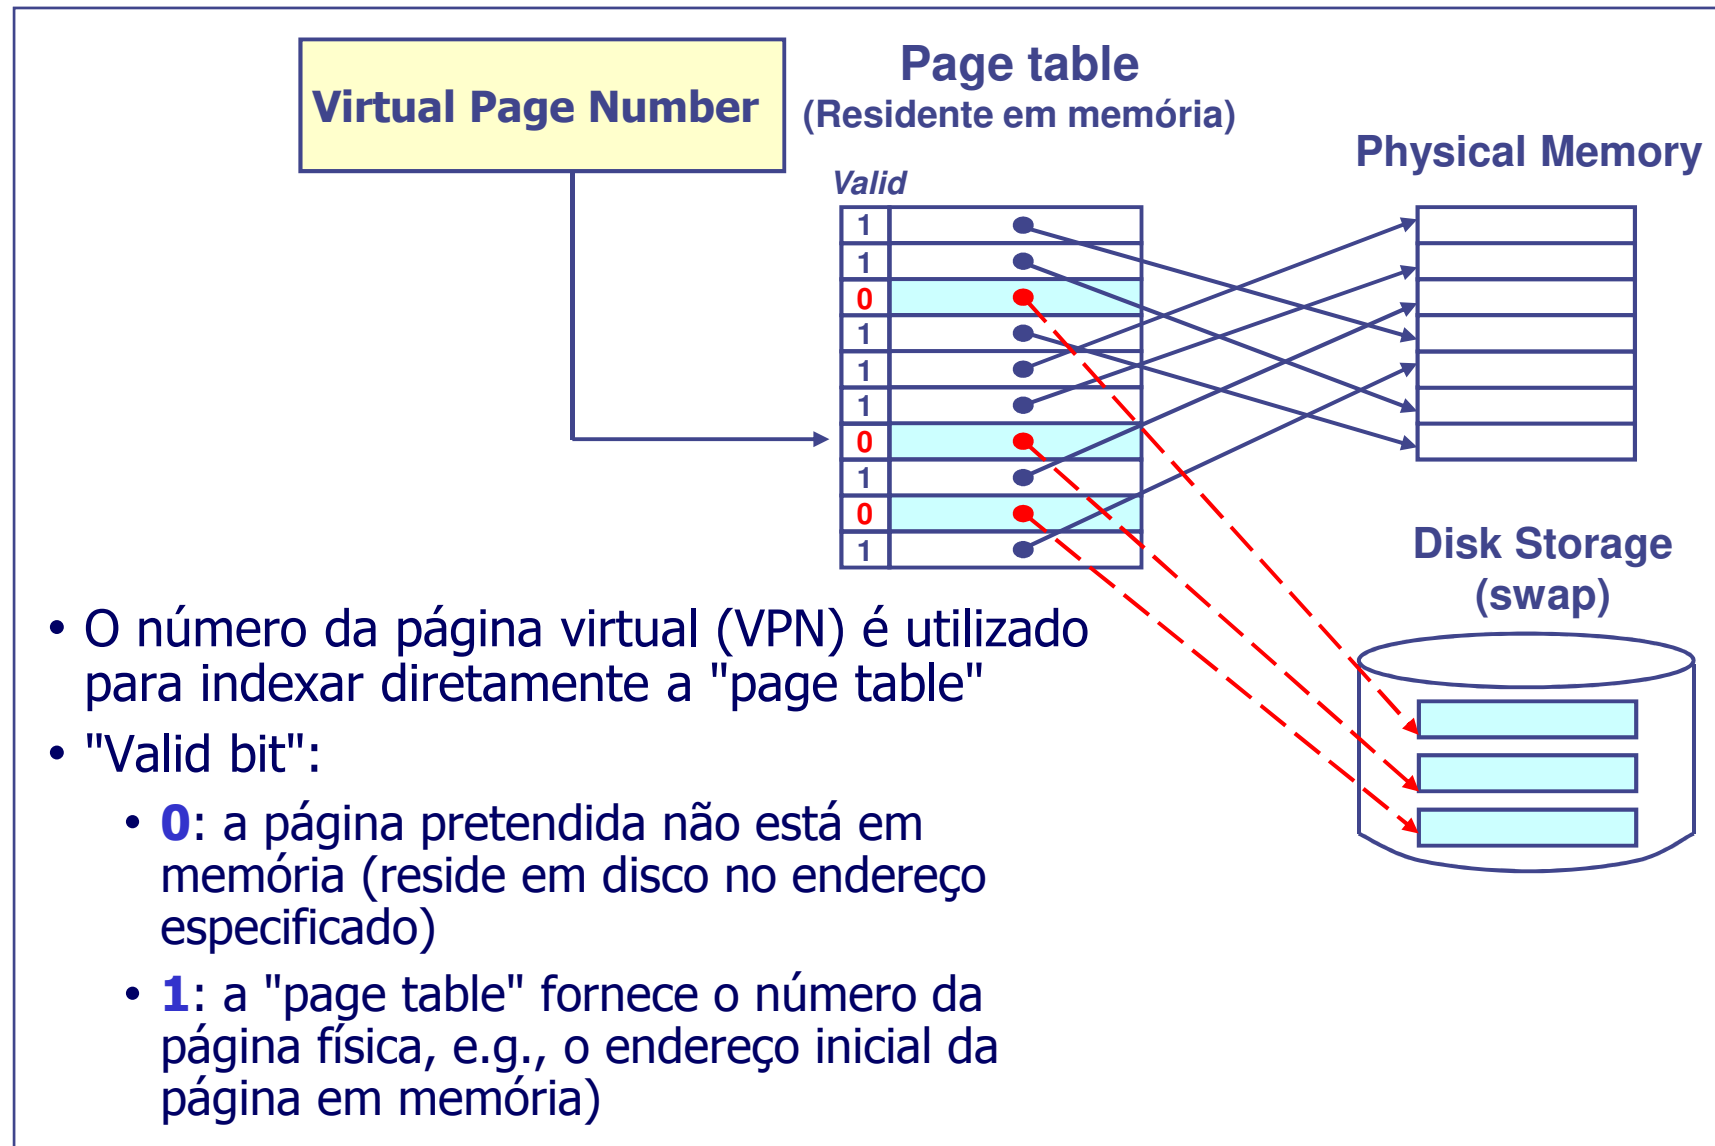 Virtual Page Number
Page table
(Residente em memória)
Physical Memory
Valid
1
1
0
1
1
1
0
1
0
1
Disk Storage
(swap)
• O número da página virtual (VPN) é utilizado
para indexar diretamente a "page table"
• "Valid bit":
• 0: a página pretendida não está em
memória (reside em disco no endereço
especificado)
• 1: a "page table" fornece o número da
página física, e.g., o endereço inicial da
página em memória)